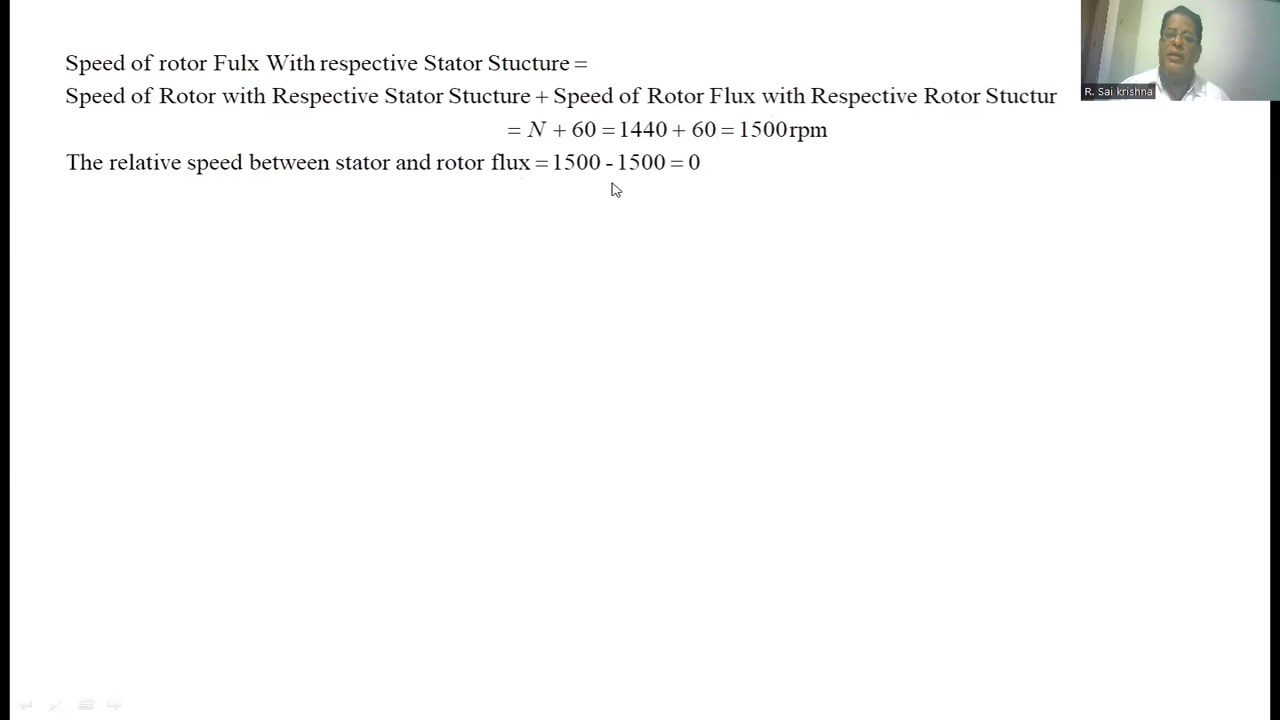 Speed of rotor Fulx With respective Stator Stucture =
Speed of Rotor with Respective Stator Stucture + Speed of Rotor Flux with Respective Rotor Stuctur
= N + 60 = 1440 + 60 = 1500 rpm
The relative speed between stator and rotor flux = 1500 - 1500 = 0
R. Sai krishna